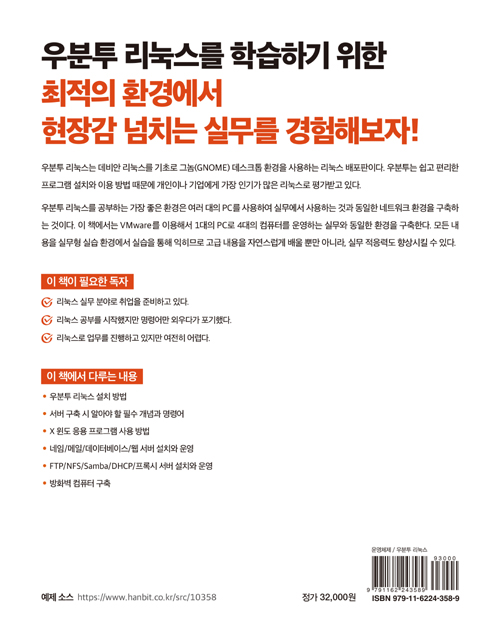 우분투 리눅스를 학습하기 위한
최적의 환경에서
현장감 넘치는 실무를 경험해보자!
우분투 리눅스는 데비안 리눅스를 기초로 그놈(GNOME) 데스크톱 환경을 사용하는 리눅스 배포판이다. 우분투는 쉽고 편리한
프로그램 설치와 이용 방법 때문에 개인이나 기업에게 가장 인기가 많은 리눅스로 평가받고 있다.
우분투 리눅스를 공부하는 가장 좋은 환경은 여러 대의 PC를 사용하여 실무에서 사용하는 것과 동일한 네트워크 환경을 구축하
는 것이다. 이 책에서는 VMware를 이용해서 1대의 PC로 4대의 컴퓨터를 운영하는 실무와 동일한 환경을 구축한다. 모든 내
용을 실무형 실습 환경에서 실습을 통해 익히므로 고급 내용을 자연스럽게 배울 뿐만 아니라, 실무 적응력도 향상시킬 수 있다.
이 책이 필요한 독자
리눅스 실무 분야로 취업을 준비하고 있다.
리눅스 공부를 시작했지만 명령어만 외우다가 포기했다.
리눅스로 업무를 진행하고 있지만 여전히 어렵다.
이 책에서 다루는 내용
• 우분투 리눅스 설치 방법
• 서버 구축 시 알아야 할 필수 개념과 명령어
• X 윈도 응용 프로그램 사용 방법
• 네임/메일/데이터베이스/웹 서버 설치와 운영
• FTP/NFS/Samba/DHCP/프록시 서버 설치와 운영
• 방화벽 컴퓨터 구축
운영체제 / 우분투 리눅스
93000
9 791162 243589
예제 소스 https://www.hanbit.co.kr/src/10358
정가 32,000원
ISBN 979-11-6224-358-9